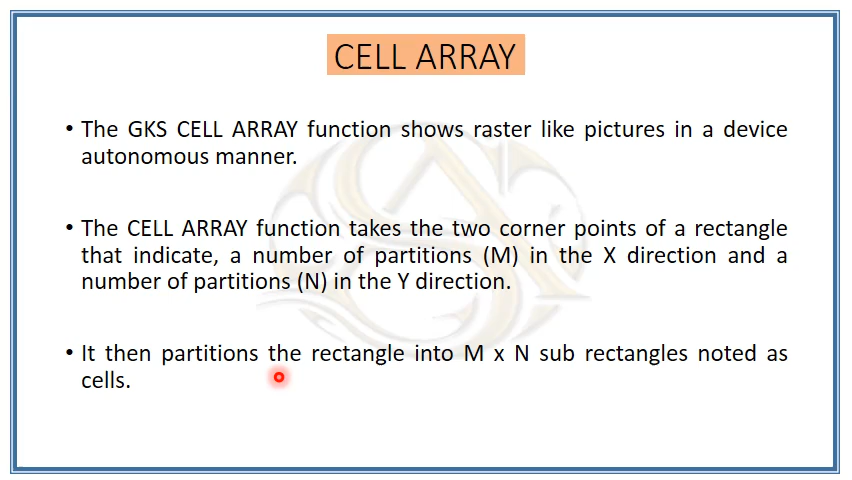 CELL ARRAY
• The GKS CELL ARRAY function shows raster like pictures in a device
autonomous manner.
• The CELL ARRAY function takes the two corner points of a rectangle
that indicate, a number of partitions (M) in the X direction and a
number of partitions (N) in the Y direction.
• It then partitions the rectangle into M x N sub rectangles noted as
cells.